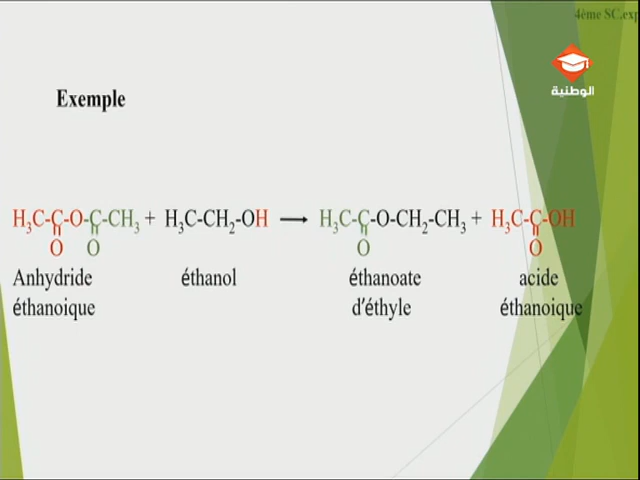 4ème SC.exp
الوطنية
Exemple
H₃C-C-O-C-CH₃ + H₃C-CH₂-OH ⟶ H₃C-C-O-CH₂-CH₃ + H₃C-C-OH
O O O O
Anhydride éthanol éthanoate acide
éthanoique d'éthyle éthanoique